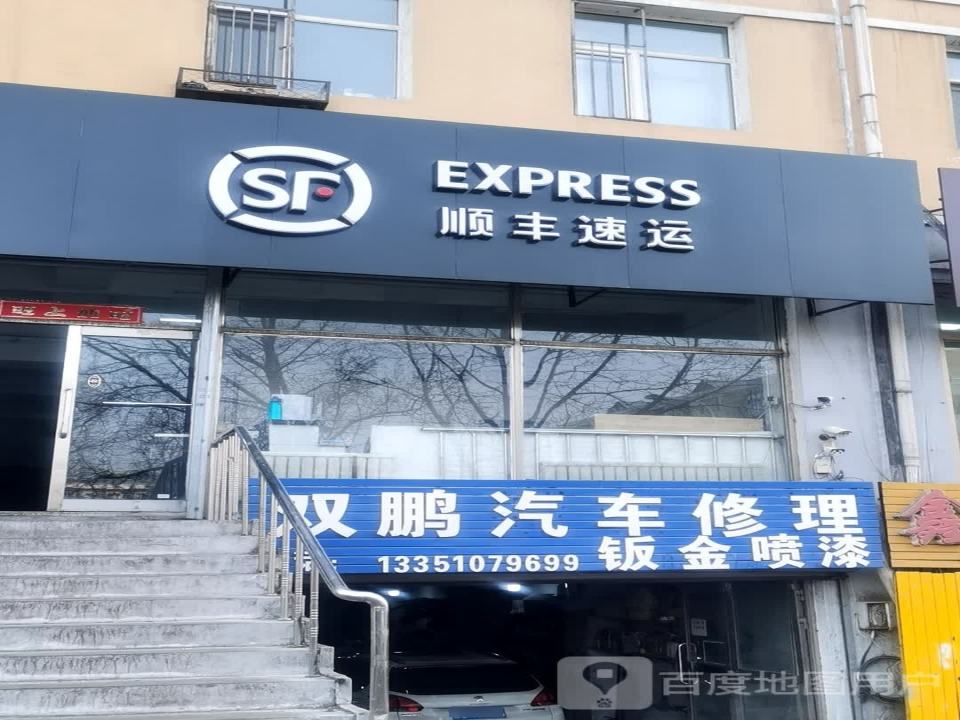 SF
EXPRESS
顺丰速运
双鹏汽车修理
钣金喷漆
13351079699
鑫
百度地图用户